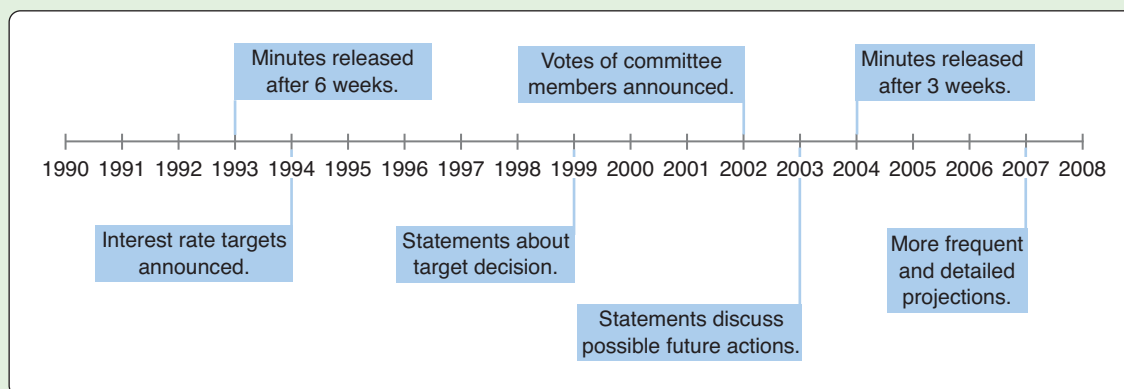 Minutes released
after 6 weeks.
Votes of committee
members announced.
Minutes released
after 3 weeks.
1990 1991 1992 1993 1994 1995 1996 1997 1998 1999 2000 2001 2002 2003 2004 2005 2006 2007 2008
Interest rate targets
announced.
Statements about
target decision.
Statements discuss
possible future actions.
More frequent
and detailed
projections.